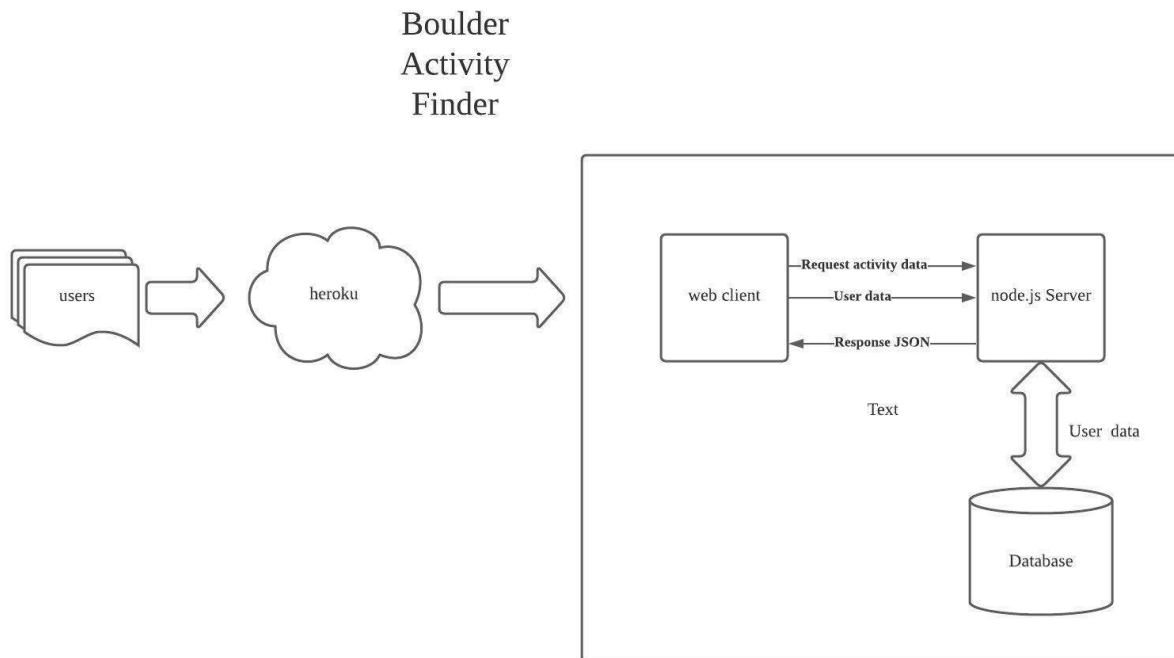 Boulder
Activity
Finder
users
heroku
web client
Request activity data
User data
Response JSON
node.js Server
Text
User data
Database